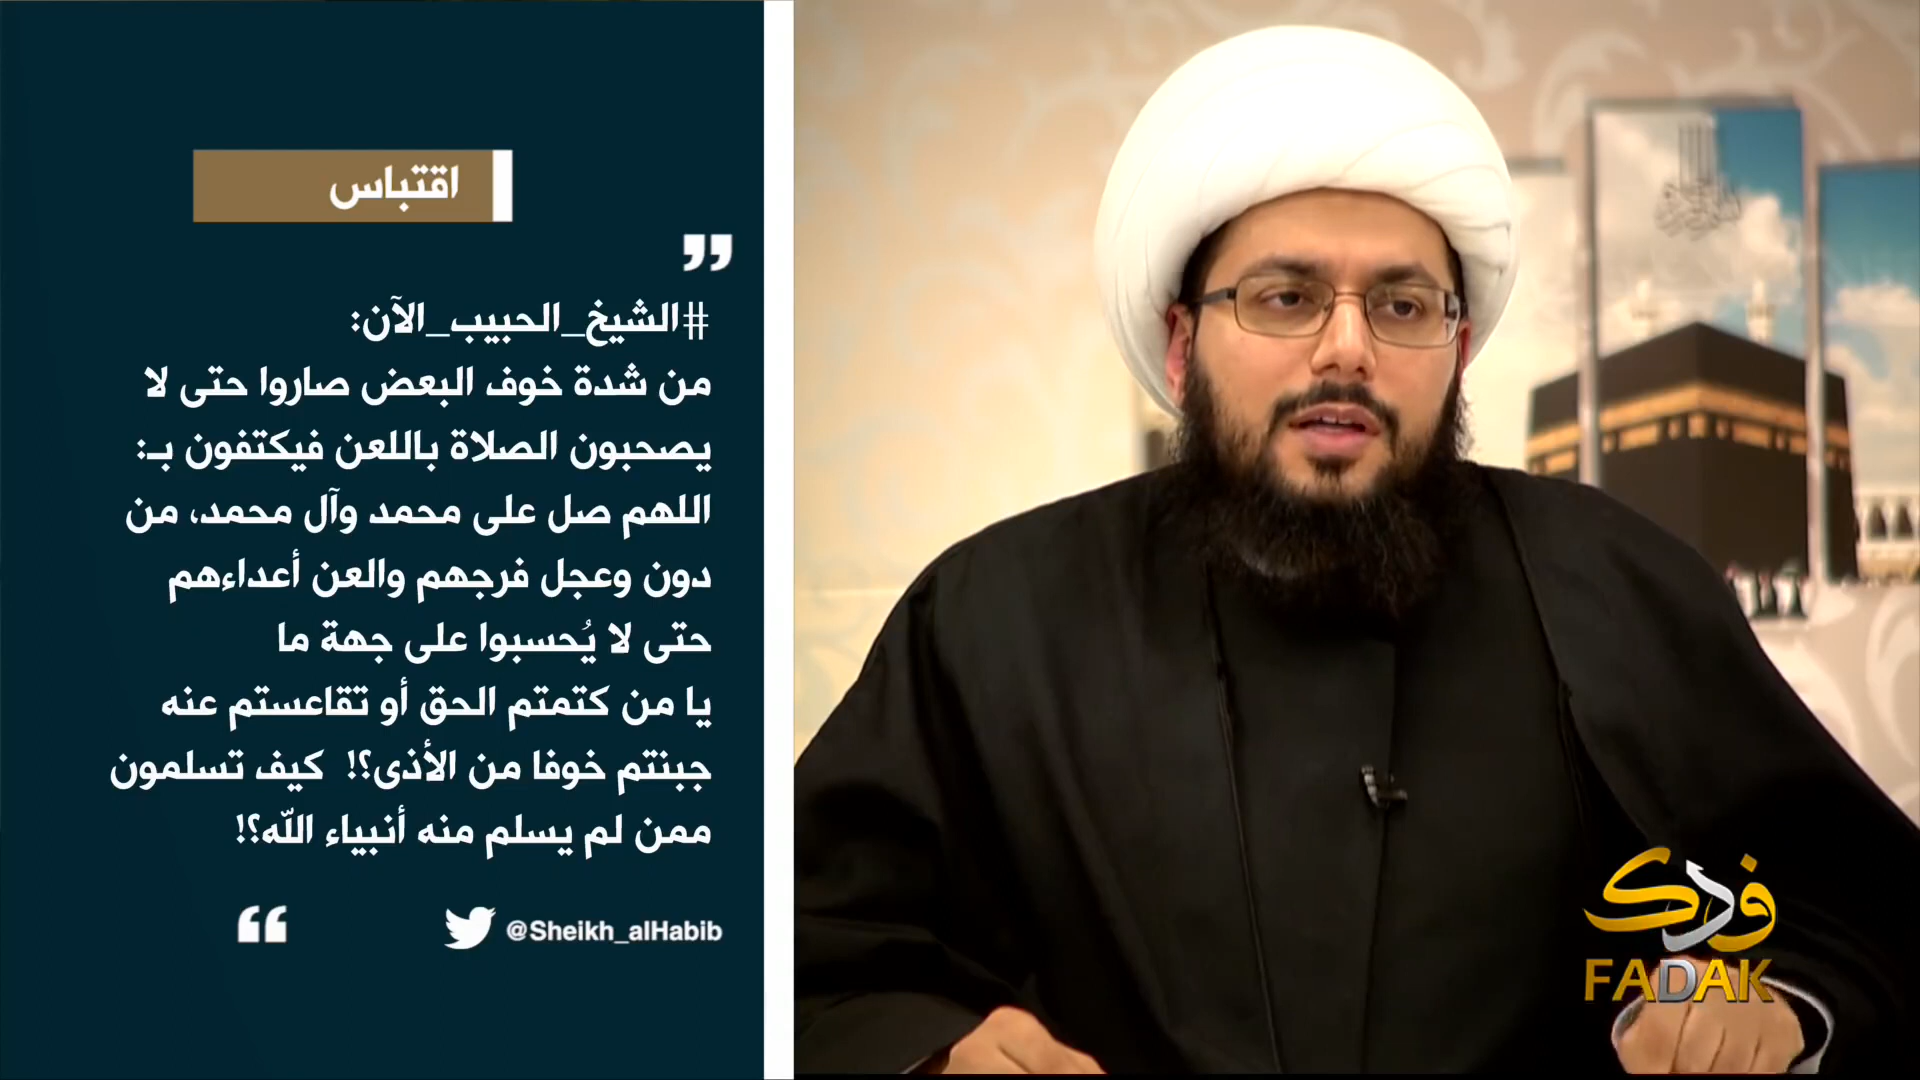 اقتباس
#الشيخ_الحبيب_الآن:
من شدة خوف البعض صاروا حتى لا
يصحبون الصلاة باللعن فيكتفون بـ:
اللهم صل على محمد وآل محمد، من
دون وعجل فرجهم والعن أعداءهم
حتى لا يُحسبوا على جهة ما
يا من كتمتم الحق أو تقاعستم عنه
جبنتم خوفا من الأذى؟! كيف تسلمون
ممن لم يسلم منه أنبياء الله؟!
@Sheikh_alHabib
فدك
FADAK